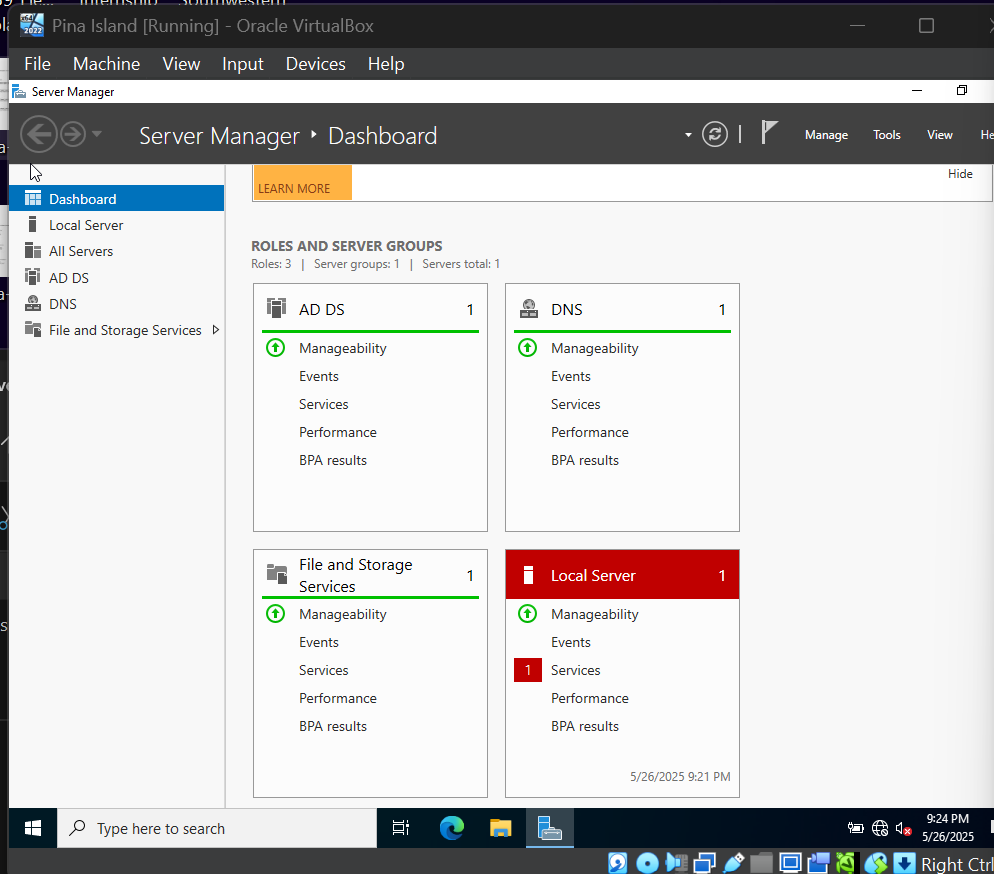 Pina Island [Running] - Oracle VirtualBox
File Machine View Input Devices Help
Server Manager
Server Manager ‣ Dashboard
Manage Tools View
Dashboard
Local Server
All Servers
AD DS
DNS
File and Storage Services
LEARN MORE
Hide
ROLES AND SERVER GROUPS
Roles: 3 | Server groups: 1 | Servers total: 1
AD DS 1
Manageability
Events
Services
Performance
BPA results
DNS 1
Manageability
Events
Services
Performance
BPA results
File and Storage
Services 1
Manageability
Events
Services
Performance
BPA results
Local Server 1
Manageability
Events
1 Services
Performance
BPA results
5/26/2025 9:21 PM
Type here to search
9:24 PM
5/26/2025
Right Ctrl